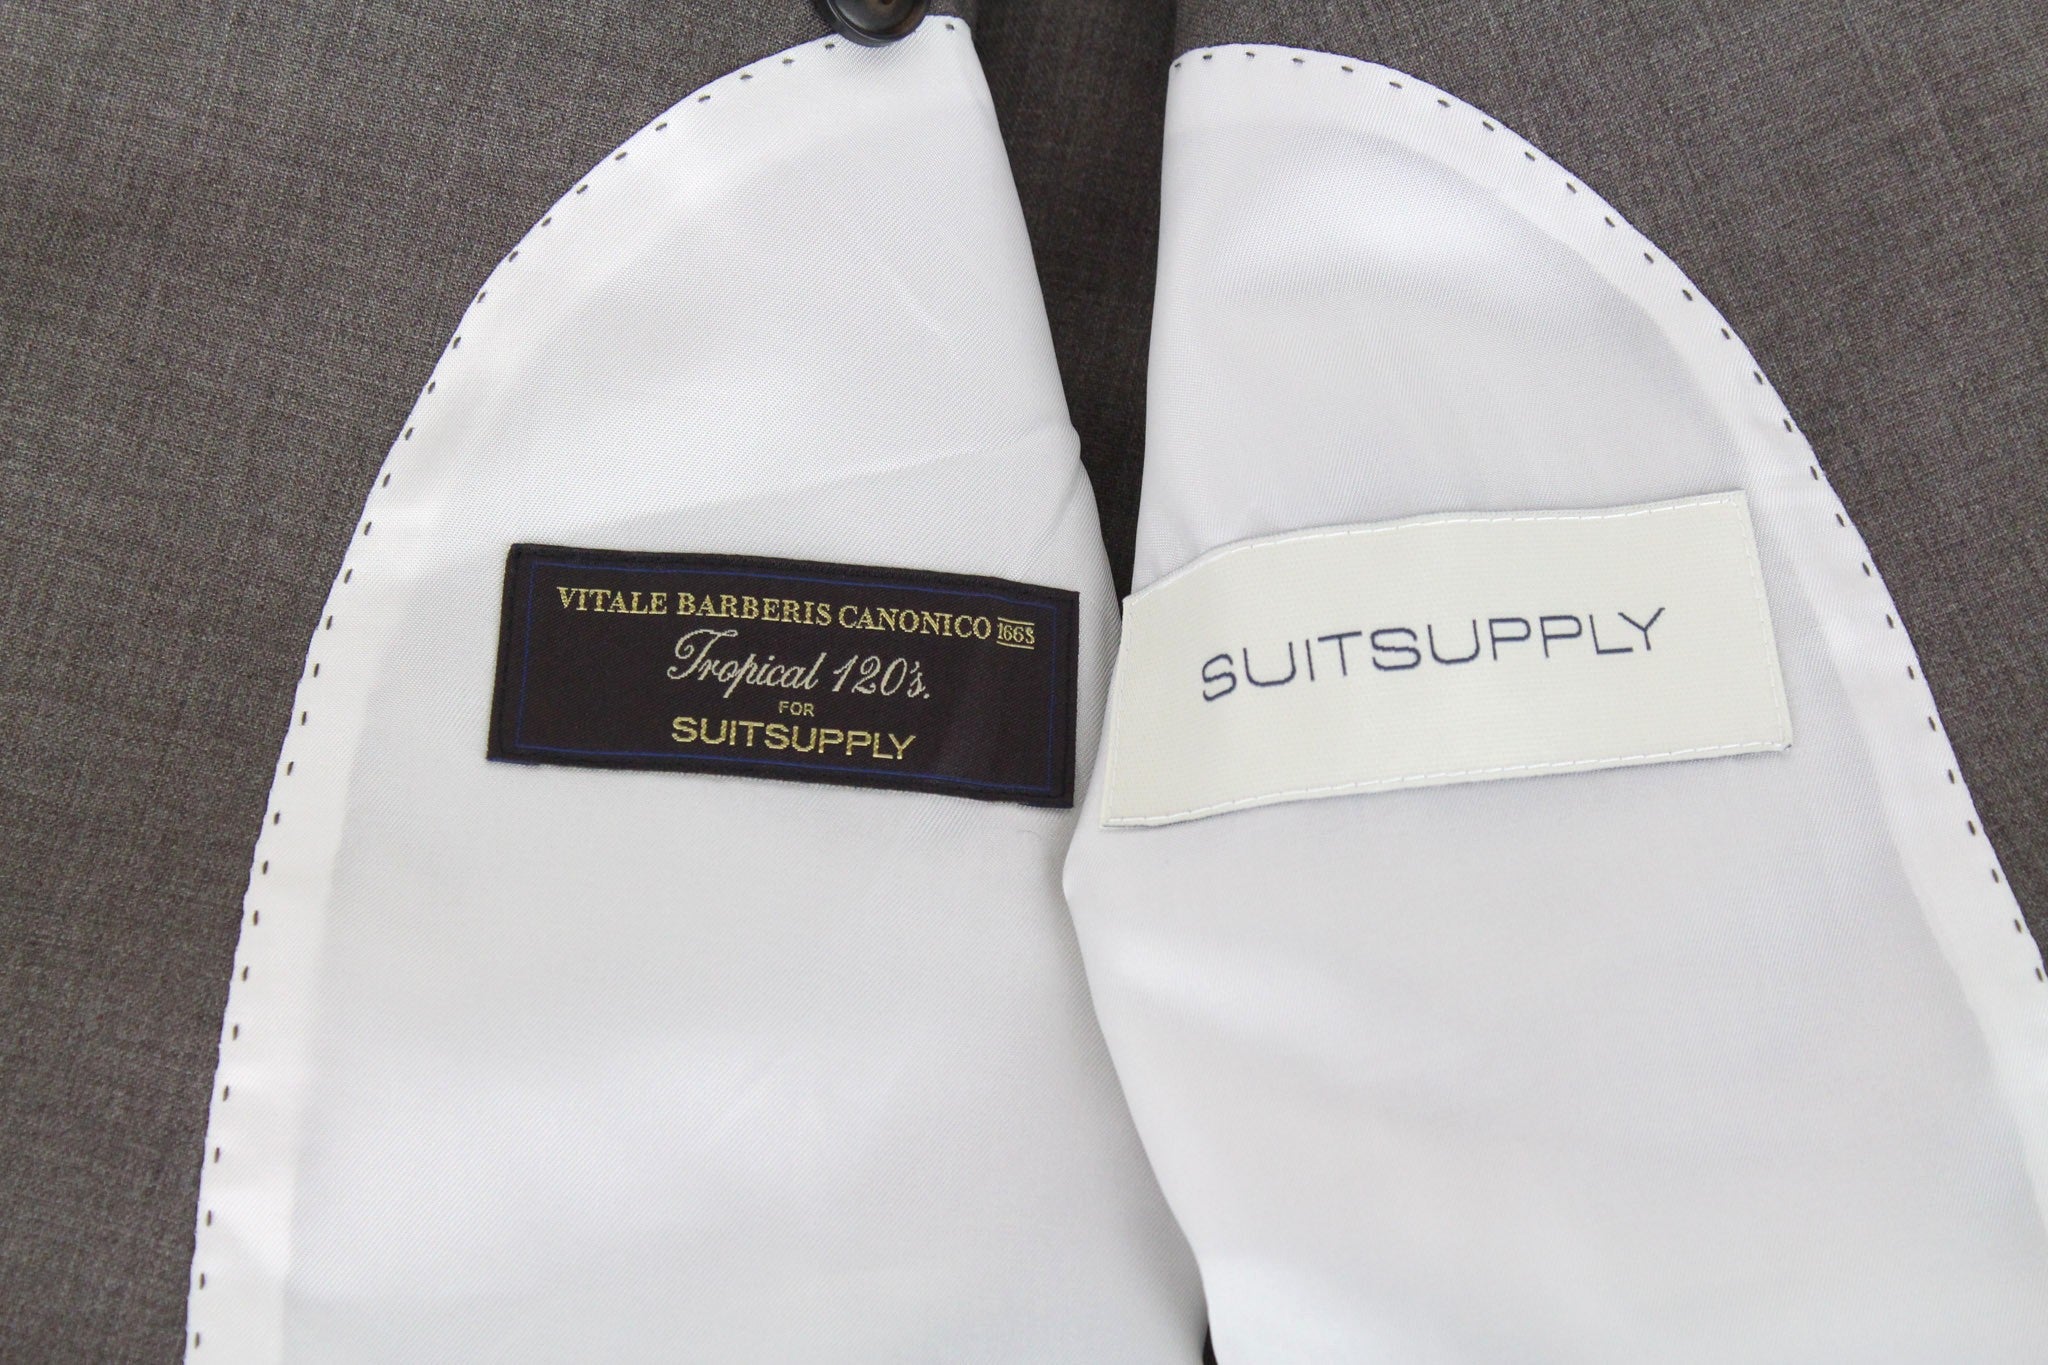 VITALE BARBERIS CANONICO 1663
Tropical 120's.
FOR
SUITSUPPLY
SUITSUPPLY